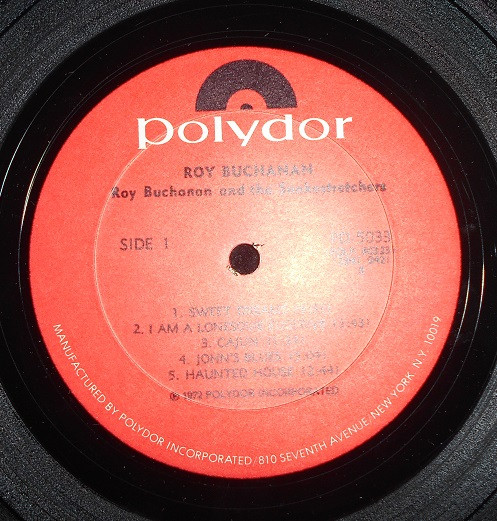 polydor
ROY BUCHANAN
Roy Buchanan and the Snakestretchers
SIDE 1
5033
1. SWEET
2. I AM A LONESOME
3. CAJUN
4. JOHN'S BLUES
5. HAUNTED HOUSE
℗ 1972 POLYDOR INCORPORATED
MANUFACTURED BY POLYDOR INCORPORATED/810 SEVENTH AVENUE NEW YORK, N.Y. 10019